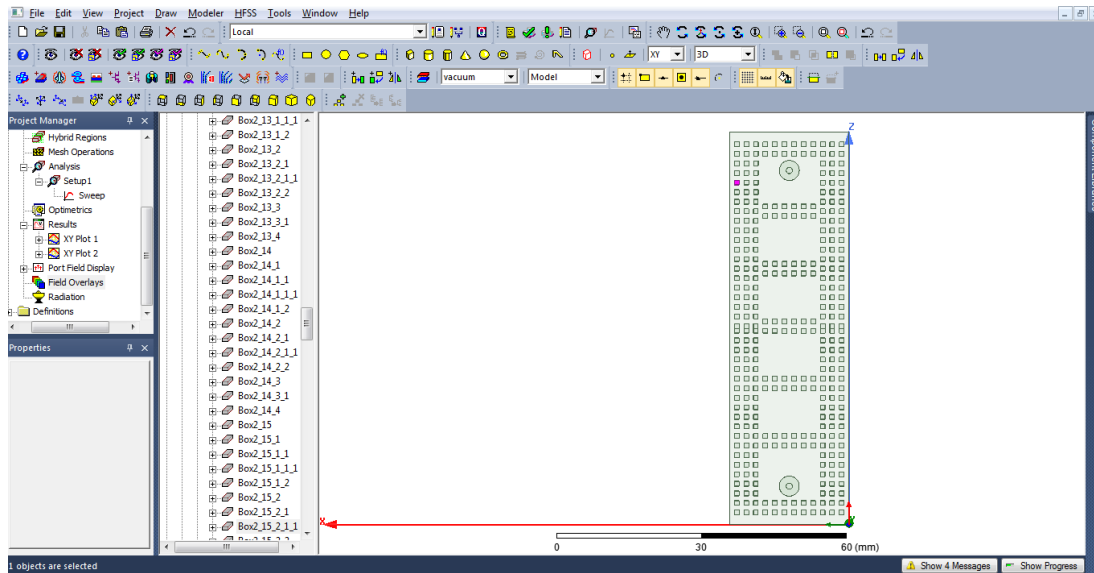 File Edit View Project Draw Modeler HFSS Tools Window Help
Local
XY 3D
vacuum Model
Project Manager
Hybrid Regions
Mesh Operations
Analysis
Setup1
Sweep
Optimetrics
Results
XY Plot 1
XY Plot 2
Port Field Display
Field Overlays
Radiation
Definitions
Properties
Box2_13_1_1_1
Box2_13_1_2
Box2_13_2
Box2_13_2_1
Box2_13_2_1_1
Box2_13_2_2
Box2_13_3
Box2_13_3_1
Box2_13_4
Box2_14
Box2_14_1
Box2_14_1_1
Box2_14_1_1_1
Box2_14_1_2
Box2_14_2
Box2_14_2_1
Box2_14_2_1_1
Box2_14_2_2
Box2_14_3
Box2_14_3_1
Box2_14_4
Box2_15
Box2_15_1
Box2_15_1_1
Box2_15_1_1_1
Box2_15_1_2
Box2_15_2
Box2_15_2_1
Box2_15_2_1_1
Z
X
0 30 60 (mm)
1 objects are selected
Show 4 Messages Show Progress